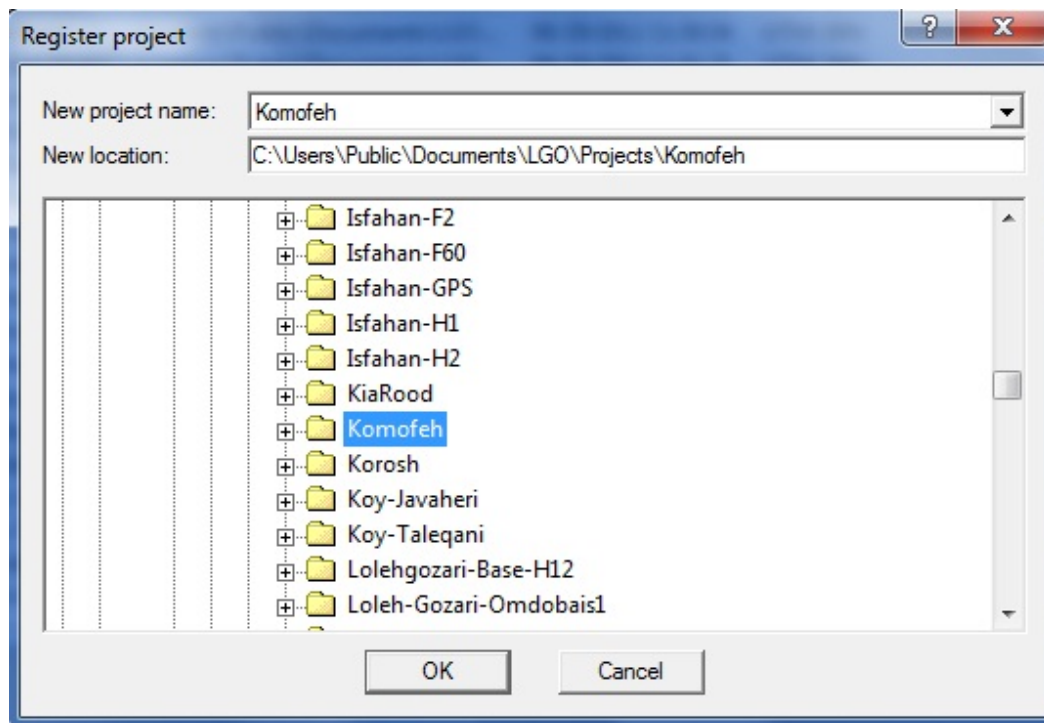 Register project
New project name: Komofeh
New location: C:\Users\Public\Documents\LGO\Projects\Komofeh
Isfahan-F2
Isfahan-F60
Isfahan-GPS
Isfahan-H1
Isfahan-H2
KiaRood
Komofeh
Korosh
Koy-Javaheri
Koy-Taleqani
Lolehgozari-Base-H12
Loleh-Gozari-Omdobais1
OK Cancel